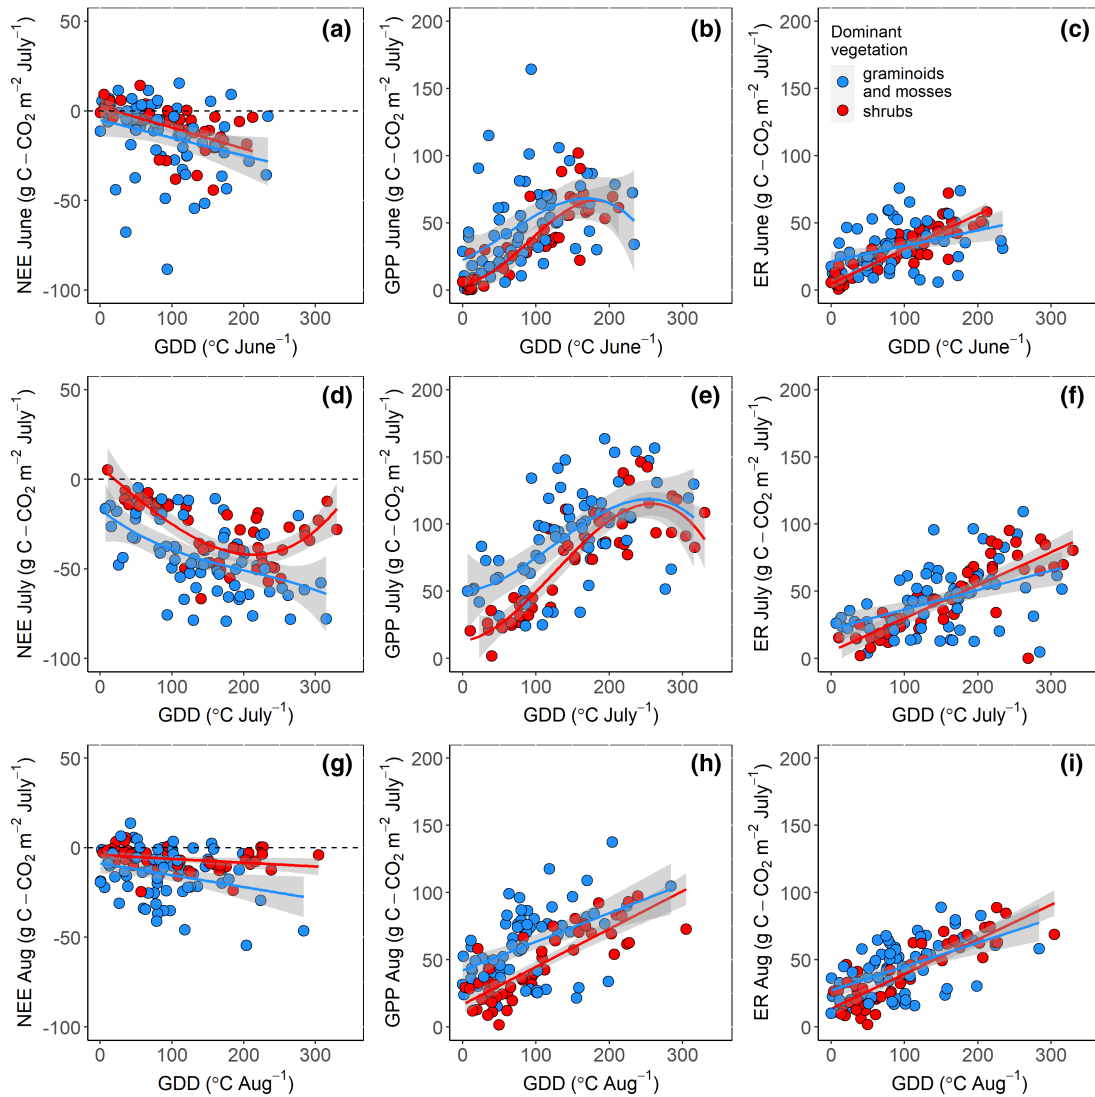 (a)
NEE June (g C − CO₂ m⁻² July⁻¹)
50
0
-50
-100
0 100 200 300
GDD (°C June⁻¹)
(b)
GPP June (g C − CO₂ m⁻² July⁻¹)
200
150
100
50
0
0 100 200 300
GDD (°C June⁻¹)
(c)
Dominant
vegetation
graminoids
and mosses
shrubs
ER June (g C − CO₂ m⁻² July⁻¹)
200
150
100
50
0
0 100 200 300
GDD (°C June⁻¹)
(d)
NEE July (g C − CO₂ m⁻² July⁻¹)
50
0
-50
-100
0 100 200 300
GDD (°C July⁻¹)
(e)
GPP July (g C − CO₂ m⁻² July⁻¹)
200
150
100
50
0
0 100 200 300
GDD (°C July⁻¹)
(f)
ER July (g C − CO₂ m⁻² July⁻¹)
200
150
100
50
0
0 100 200 300
GDD (°C July⁻¹)
(g)
NEE Aug (g C − CO₂ m⁻² July⁻¹)
50
0
-50
-100
0 100 200 300
GDD (°C Aug⁻¹)
(h)
GPP Aug (g C − CO₂ m⁻² July⁻¹)
200
150
100
50
0
0 100 200 300
GDD (°C Aug⁻¹)
(i)
ER Aug (g C − CO₂ m⁻² July⁻¹)
200
150
100
50
0
0 100 200 300
GDD (°C Aug⁻¹)